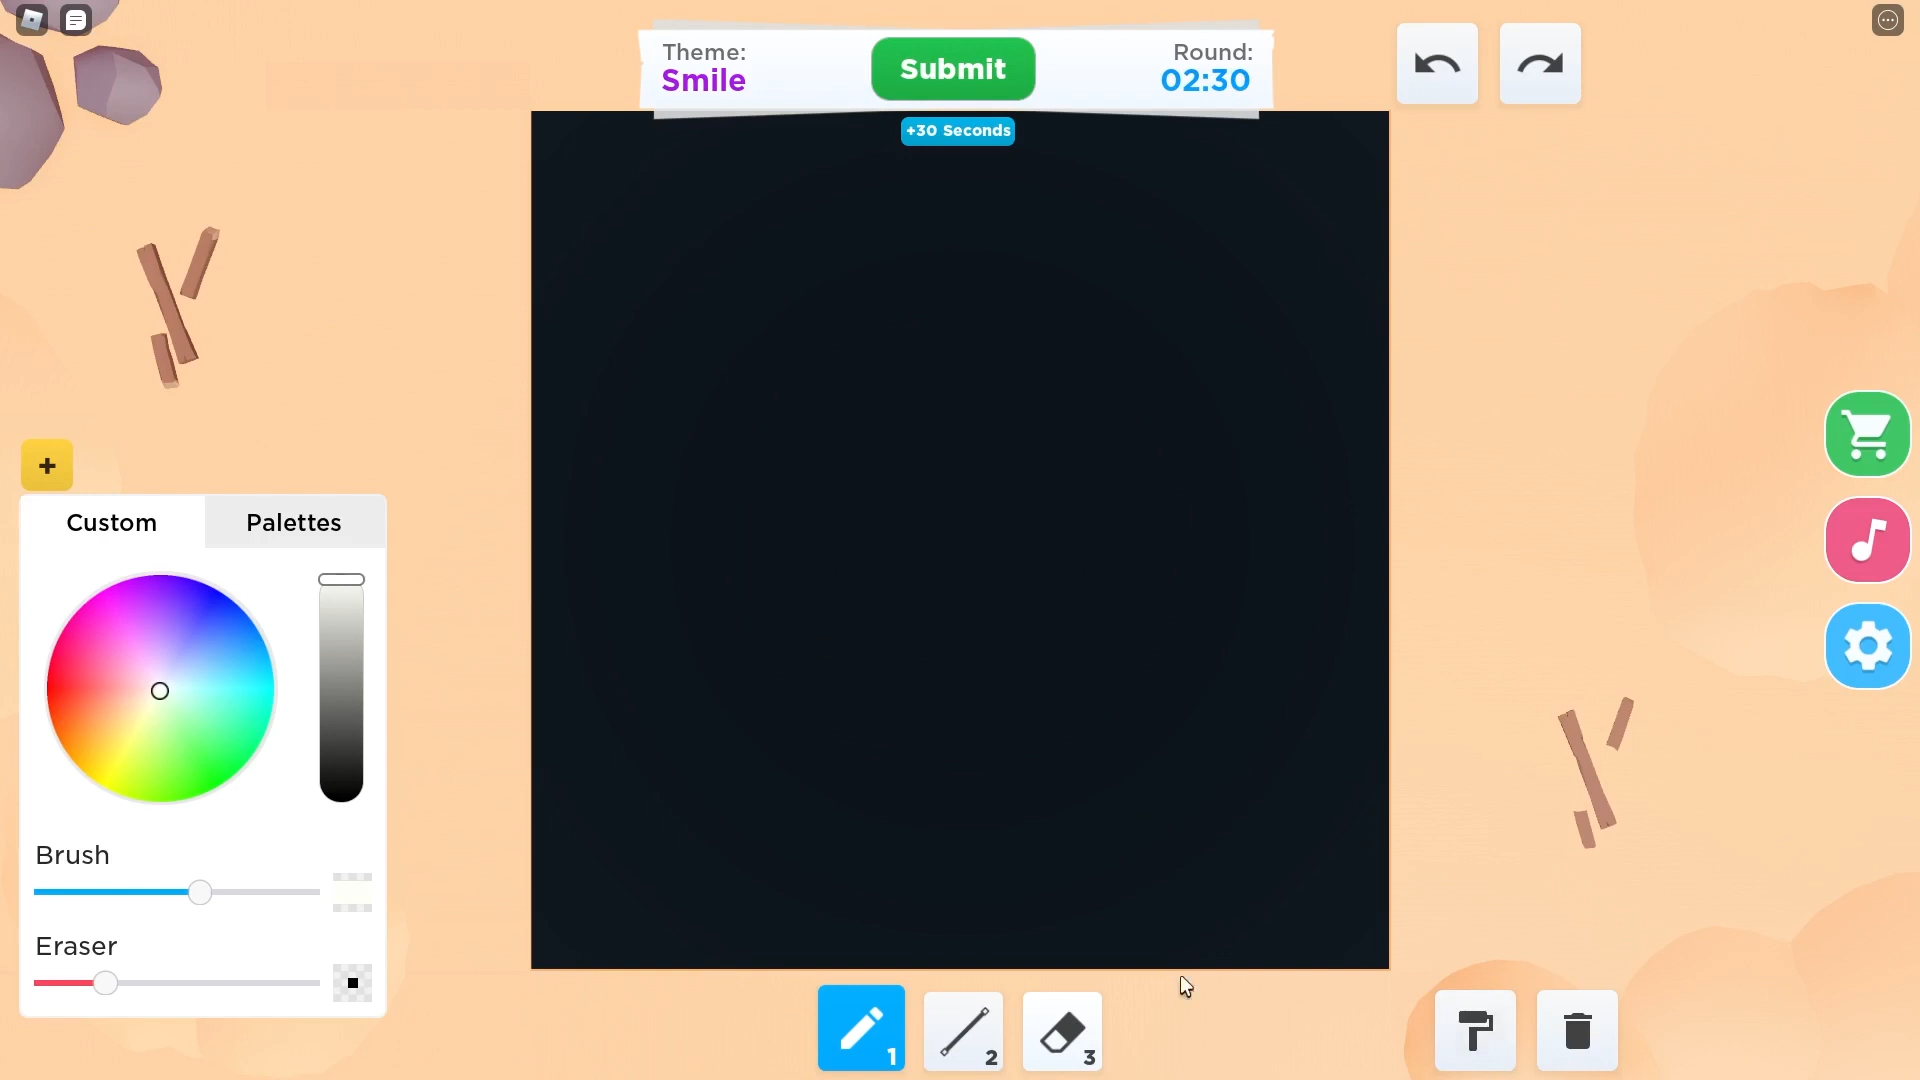 Theme:
Smile
Submit
Round:
02:30
+30 Seconds
+
Custom
Palettes
Brush
Eraser
1
2
3